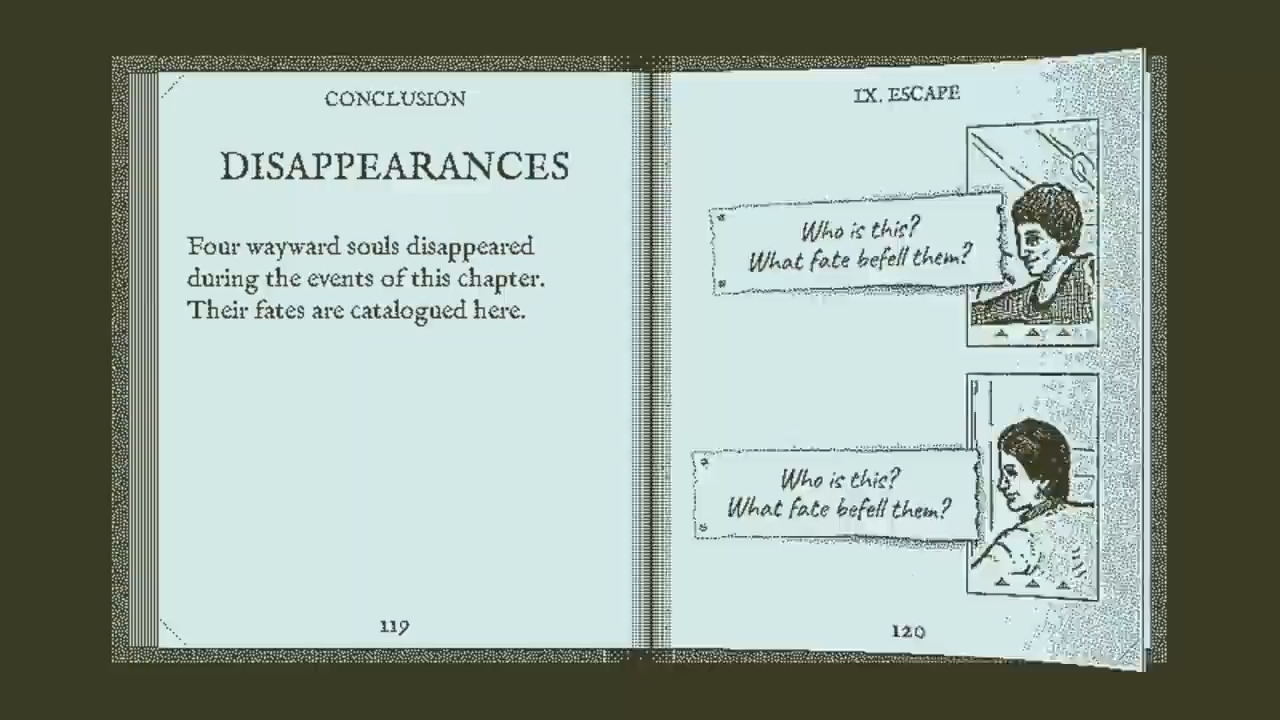 CONCLUSION
DISAPPEARANCES
Four wayward souls disappeared
during the events of this chapter.
Their fates are catalogued here.
119
IX. ESCAPE
Who is this?
What fate befell them?
Who is this?
What fate befell them?
120